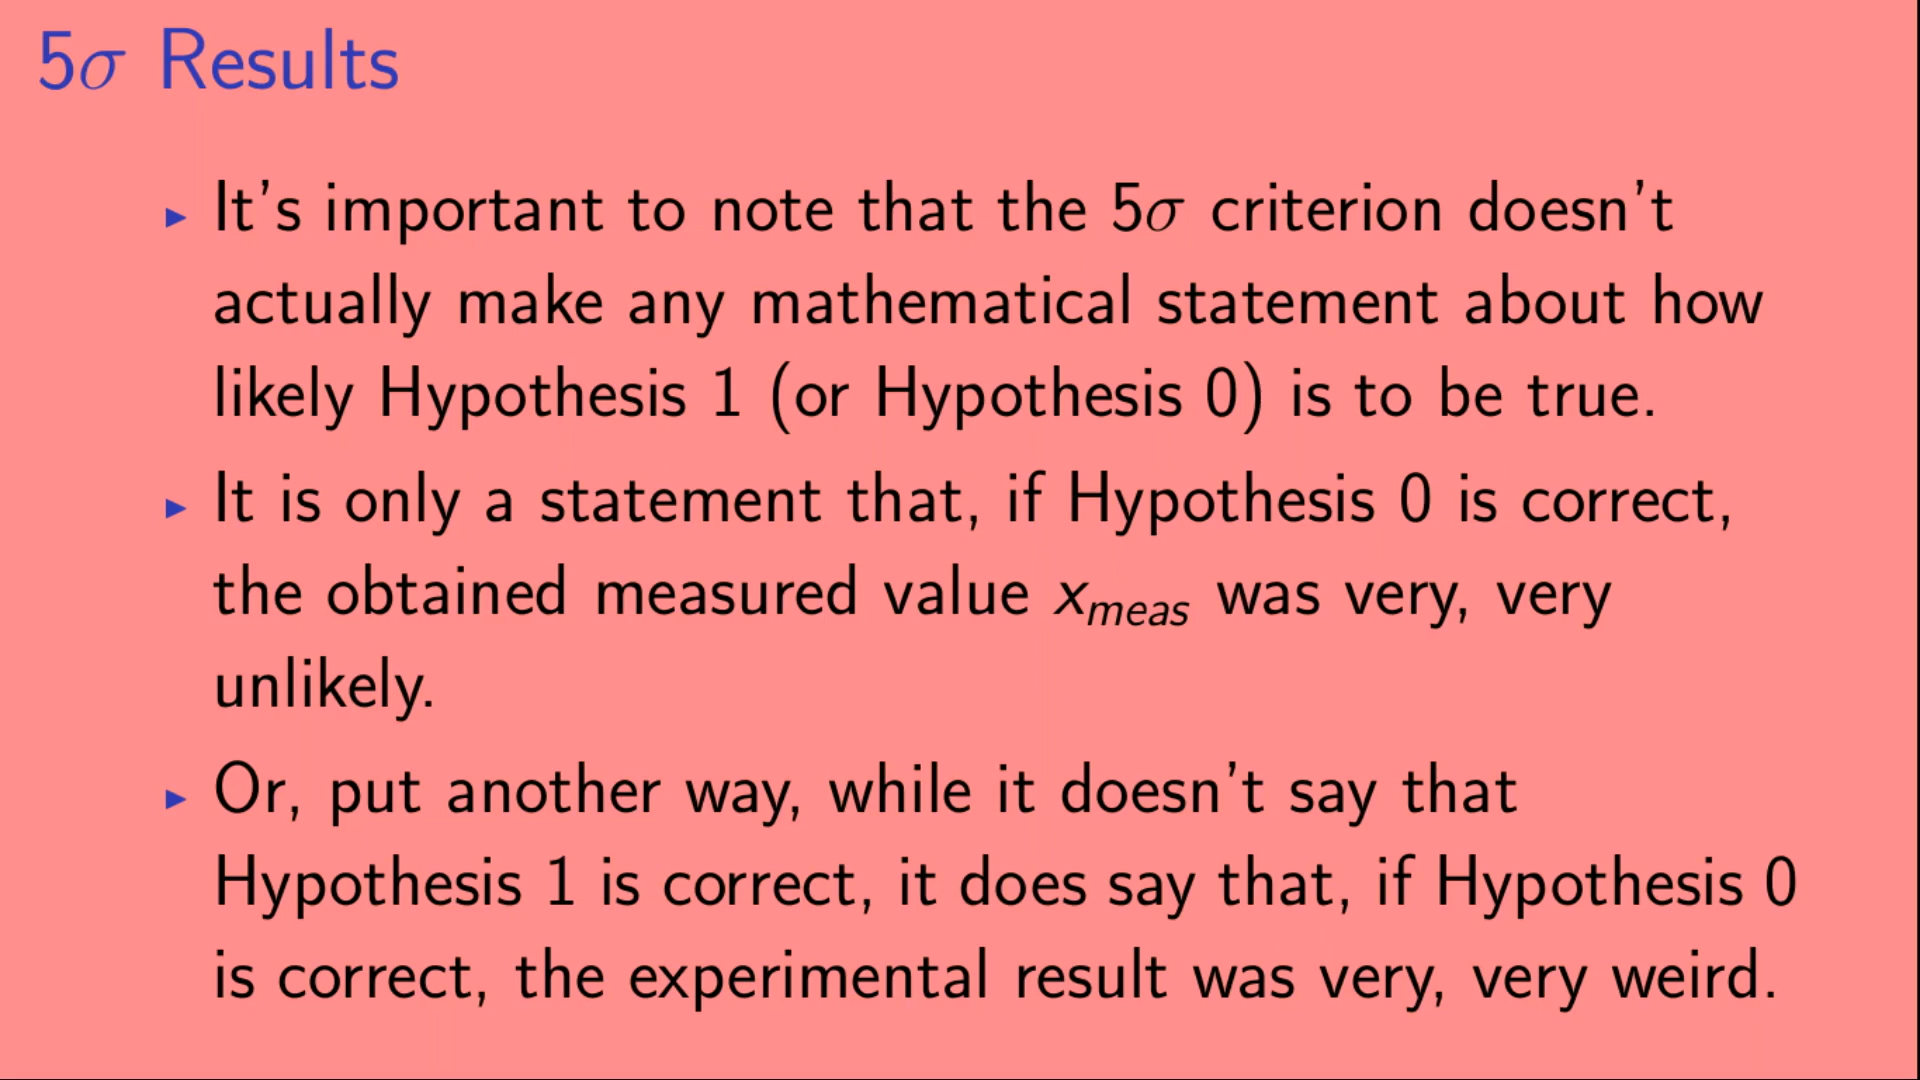 5σ Results
▶ It's important to note that the 5σ criterion doesn't
actually make any mathematical statement about how
likely Hypothesis 1 (or Hypothesis 0) is to be true.
▶ It is only a statement that, if Hypothesis 0 is correct,
the obtained measured value x_meas was very, very
unlikely.
▶ Or, put another way, while it doesn't say that
Hypothesis 1 is correct, it does say that, if Hypothesis 0
is correct, the experimental result was very, very weird.